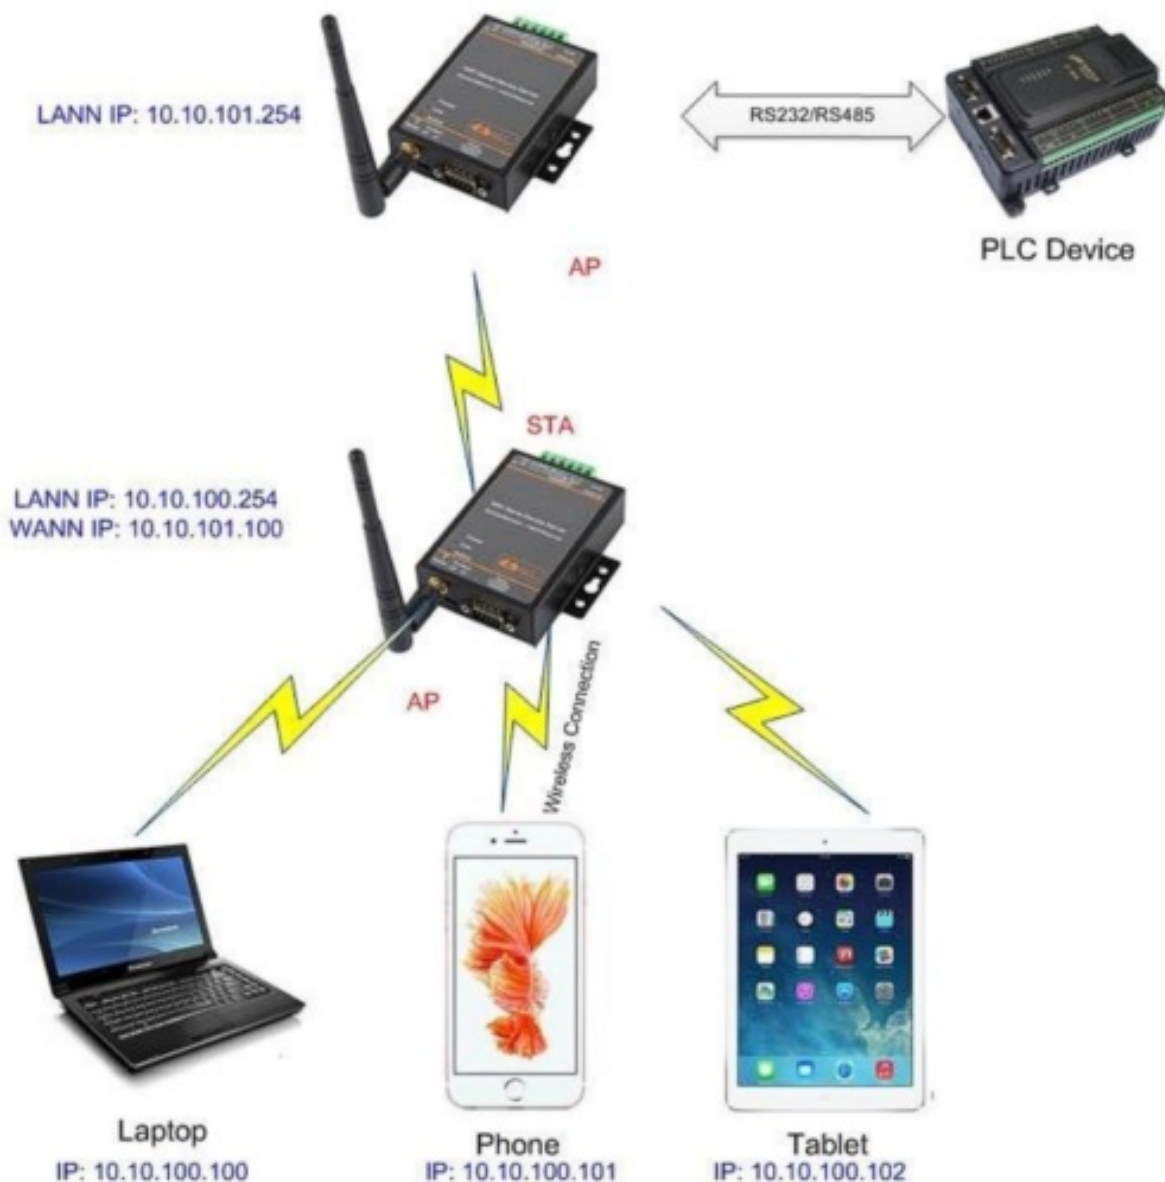 LANN IP: 10.10.101.254
RS232/RS485
PLC Device
AP
STA
LANN IP: 10.10.100.254
WANN IP: 10.10.101.100
AP
Wireless Connection
Laptop
IP: 10.10.100.100
Phone
IP: 10.10.100.101
Tablet
IP: 10.10.100.102